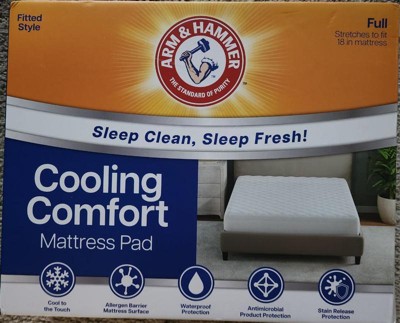 Fitted
Style
Full
Stretches to fit
18 in mattress
ARM & HAMMER
THE STANDARD OF PURITY
Sleep Clean, Sleep Fresh!
Cooling
Comfort
Mattress Pad
Cool to
the Touch
Allergen Barrier
Mattress Surface
Waterproof
Protection
Antimicrobial
Product Protection
Stain Release
Protection